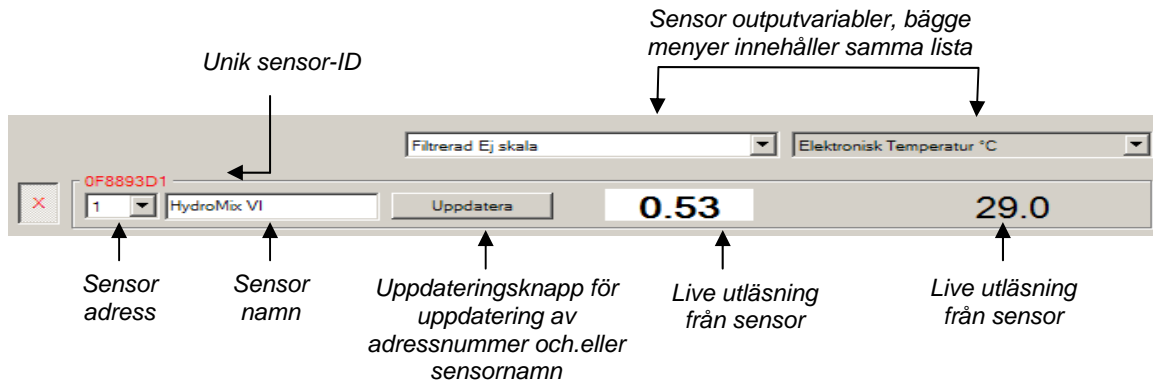 Sensor outputvariabler, bägge
menyer innehåller samma lista
Unik sensor-ID
Filtrerad Ej skala
Elektronisk Temperatur °C
0F8893D1
X
1
HydroMix VI
Uppdatera
0.53
29.0
Sensor
adress
Sensor
namn
Uppdateringsknapp för
uppdatering av
adressnummer och.eller
sensornamn
Live utläsning
från sensor
Live utläsning
från sensor